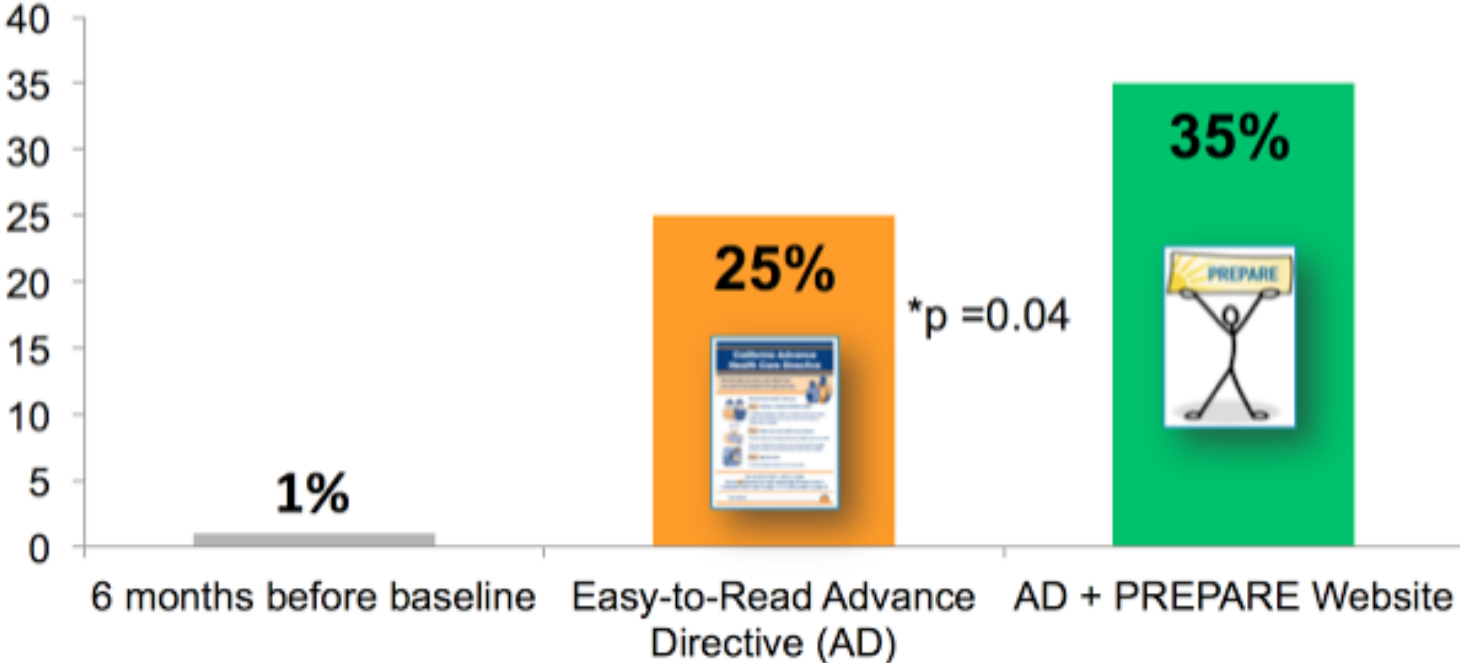 40
35
30
25
20
15
10
5
0
1%
25%
*p =0.04
35%
California Advance
Health Care Directive
PREPARE
6 months before baseline
Easy-to-Read Advance
Directive (AD)
AD + PREPARE Website